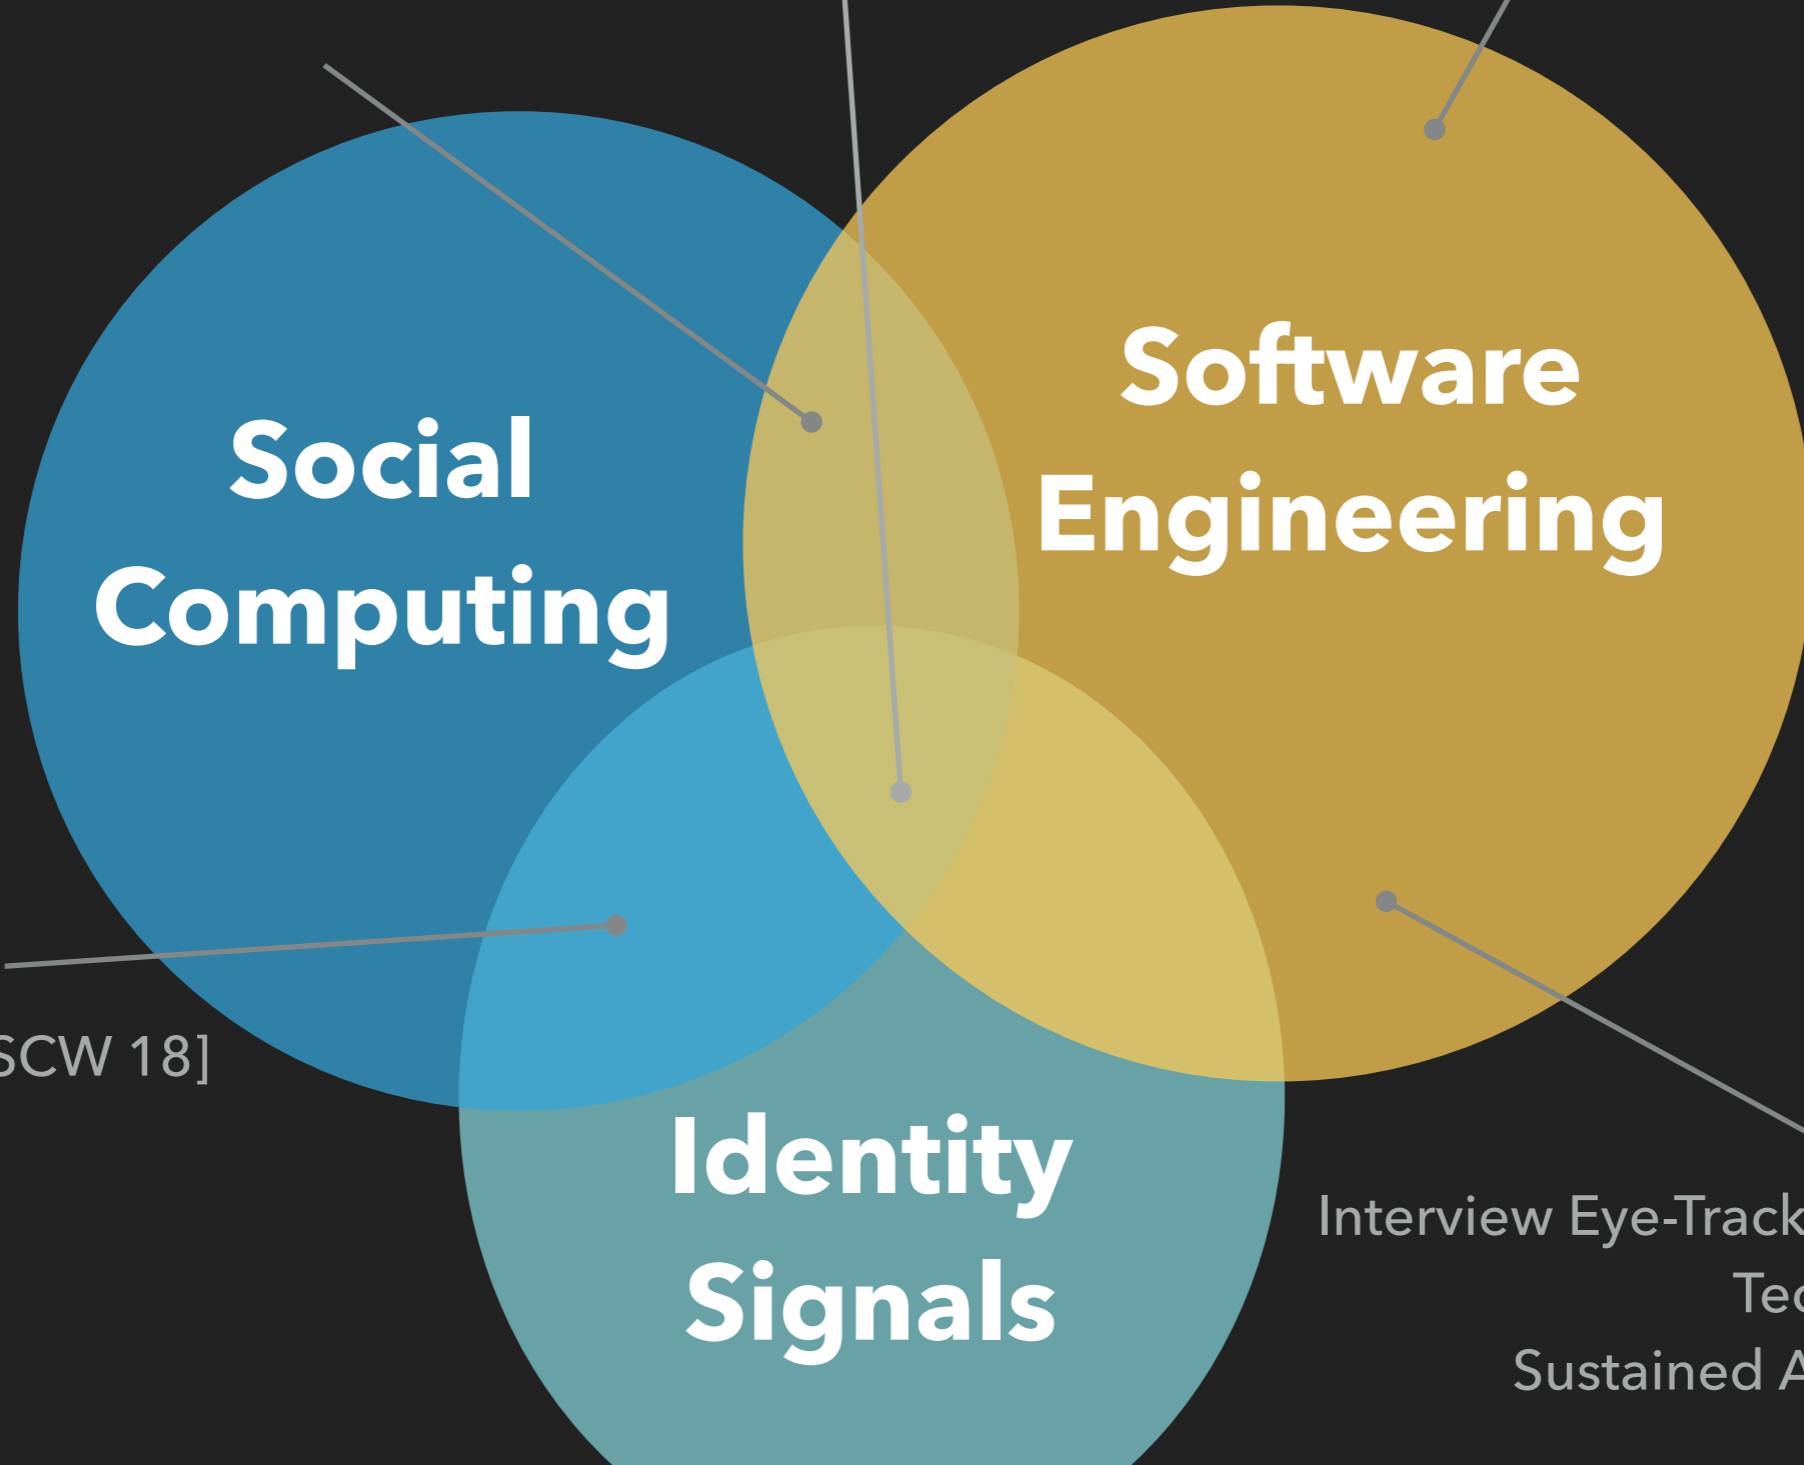 Software
Engineering
Social
Computing
SCW 18]
Identity
Signals
Interview Eye-Track
Tec
Sustained A